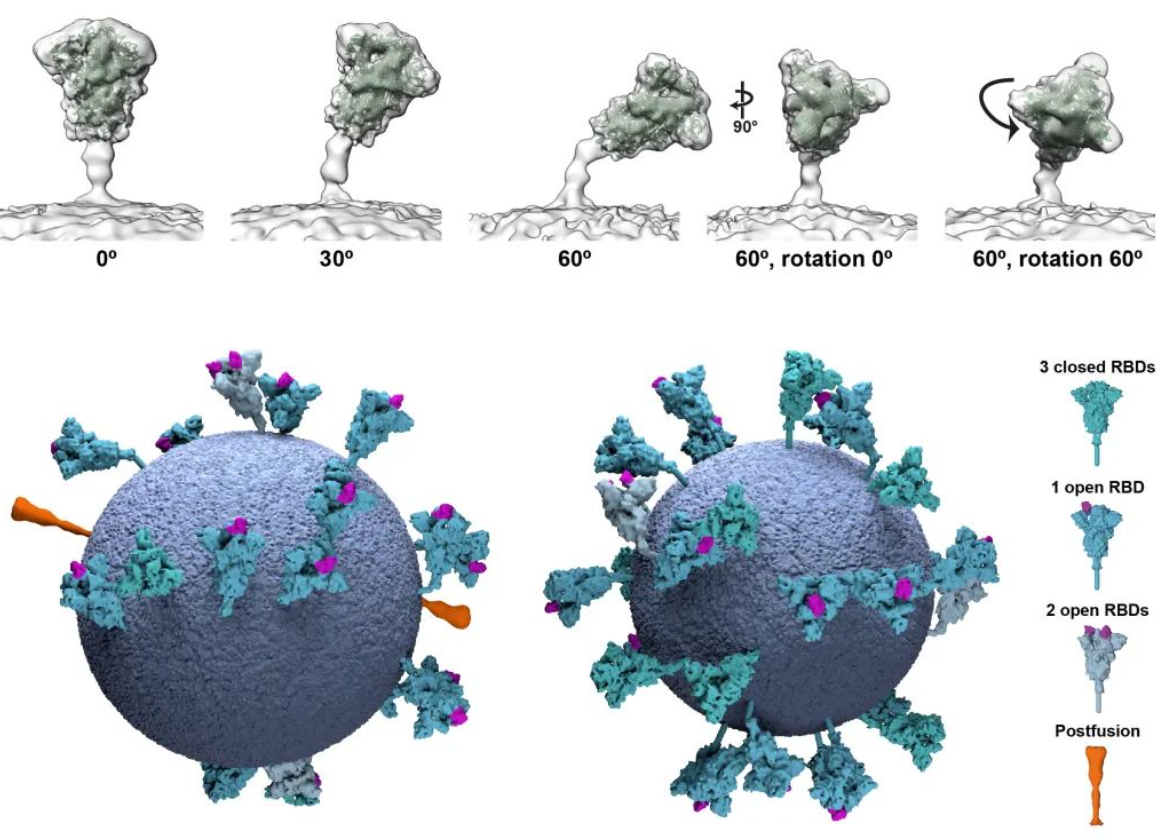 90º
0º
30º
60º
60º, rotation 0º
60º, rotation 60º
3 closed RBDs
1 open RBD
2 open RBDs
Postfusion